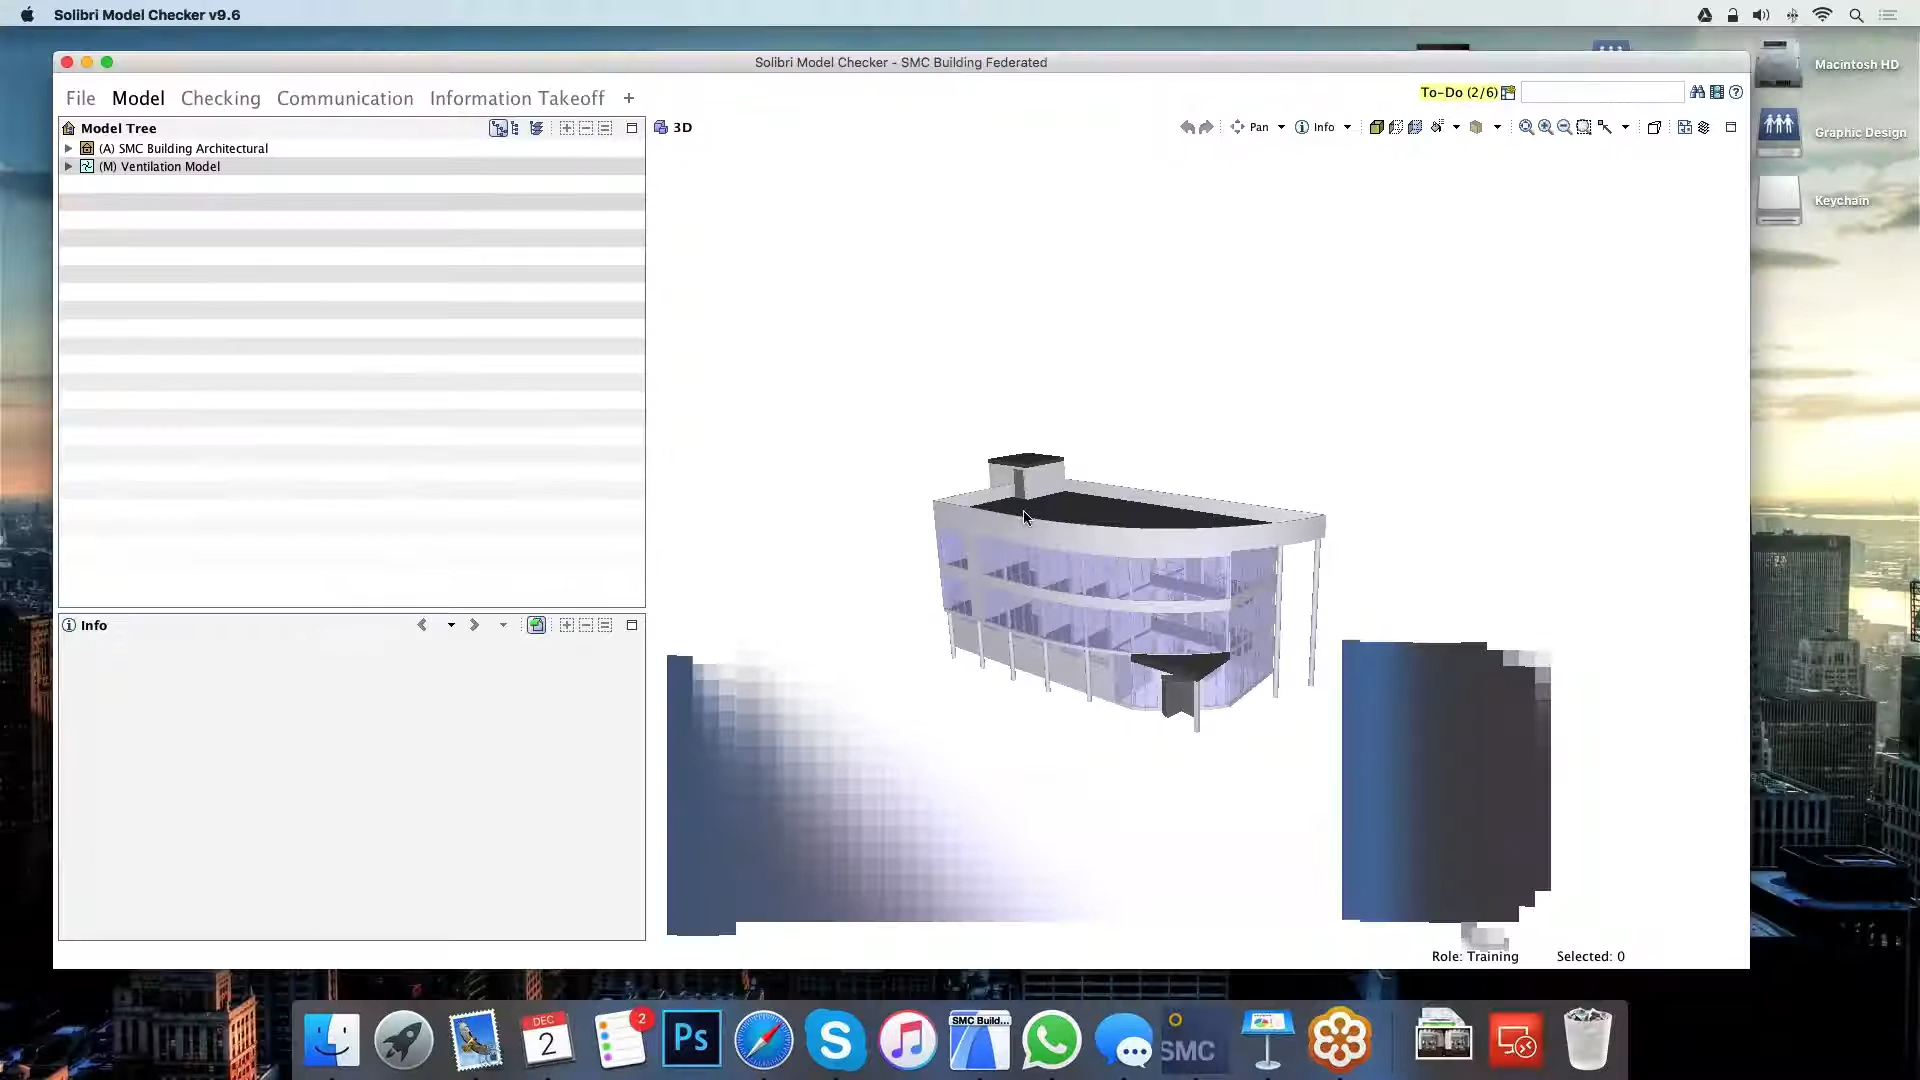 Solibri Model Checker v9.6
Solibri Model Checker - SMC Building Federated
Macintosh HD
File Model Checking Communication Information Takeoff +
To-Do (2/6)
Model Tree
3D
Pan
Info
Graphic Design
(A) SMC Building Architectural
(M) Ventilation Model
Keychain
Info
Role: Training
Selected: 0
DEC
2
2
Ps
SMC Build...
SMC